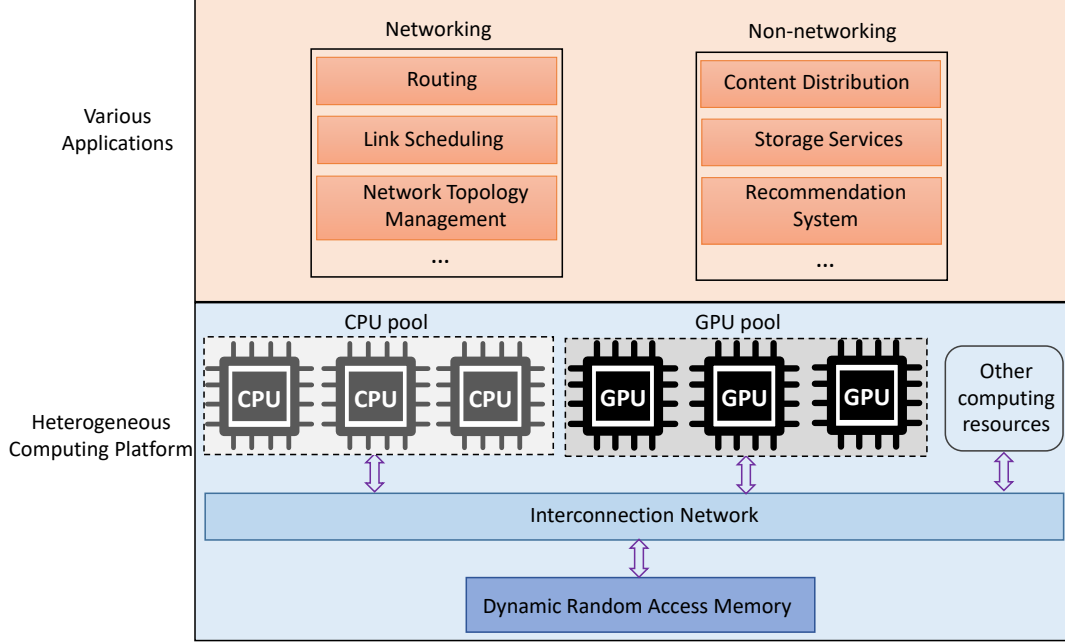 Networking
Non-networking
Routing
Content Distribution
Various
Applications
Link Scheduling
Storage Services
Network Topology
Management
Recommendation
System
...
...
CPU pool
GPU pool
CPU
CPU
CPU
GPU
GPU
GPU
Other
computing
resources
Heterogeneous
Computing Platform
Interconnection Network
Dynamic Random Access Memory